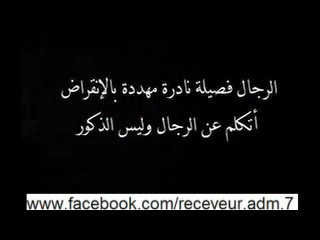 الرجال فصيلة نادرة مهددة بالإنقراض
أتكلم عن الرجال وليس الذكور
www.facebook.com/receveur.adm.7